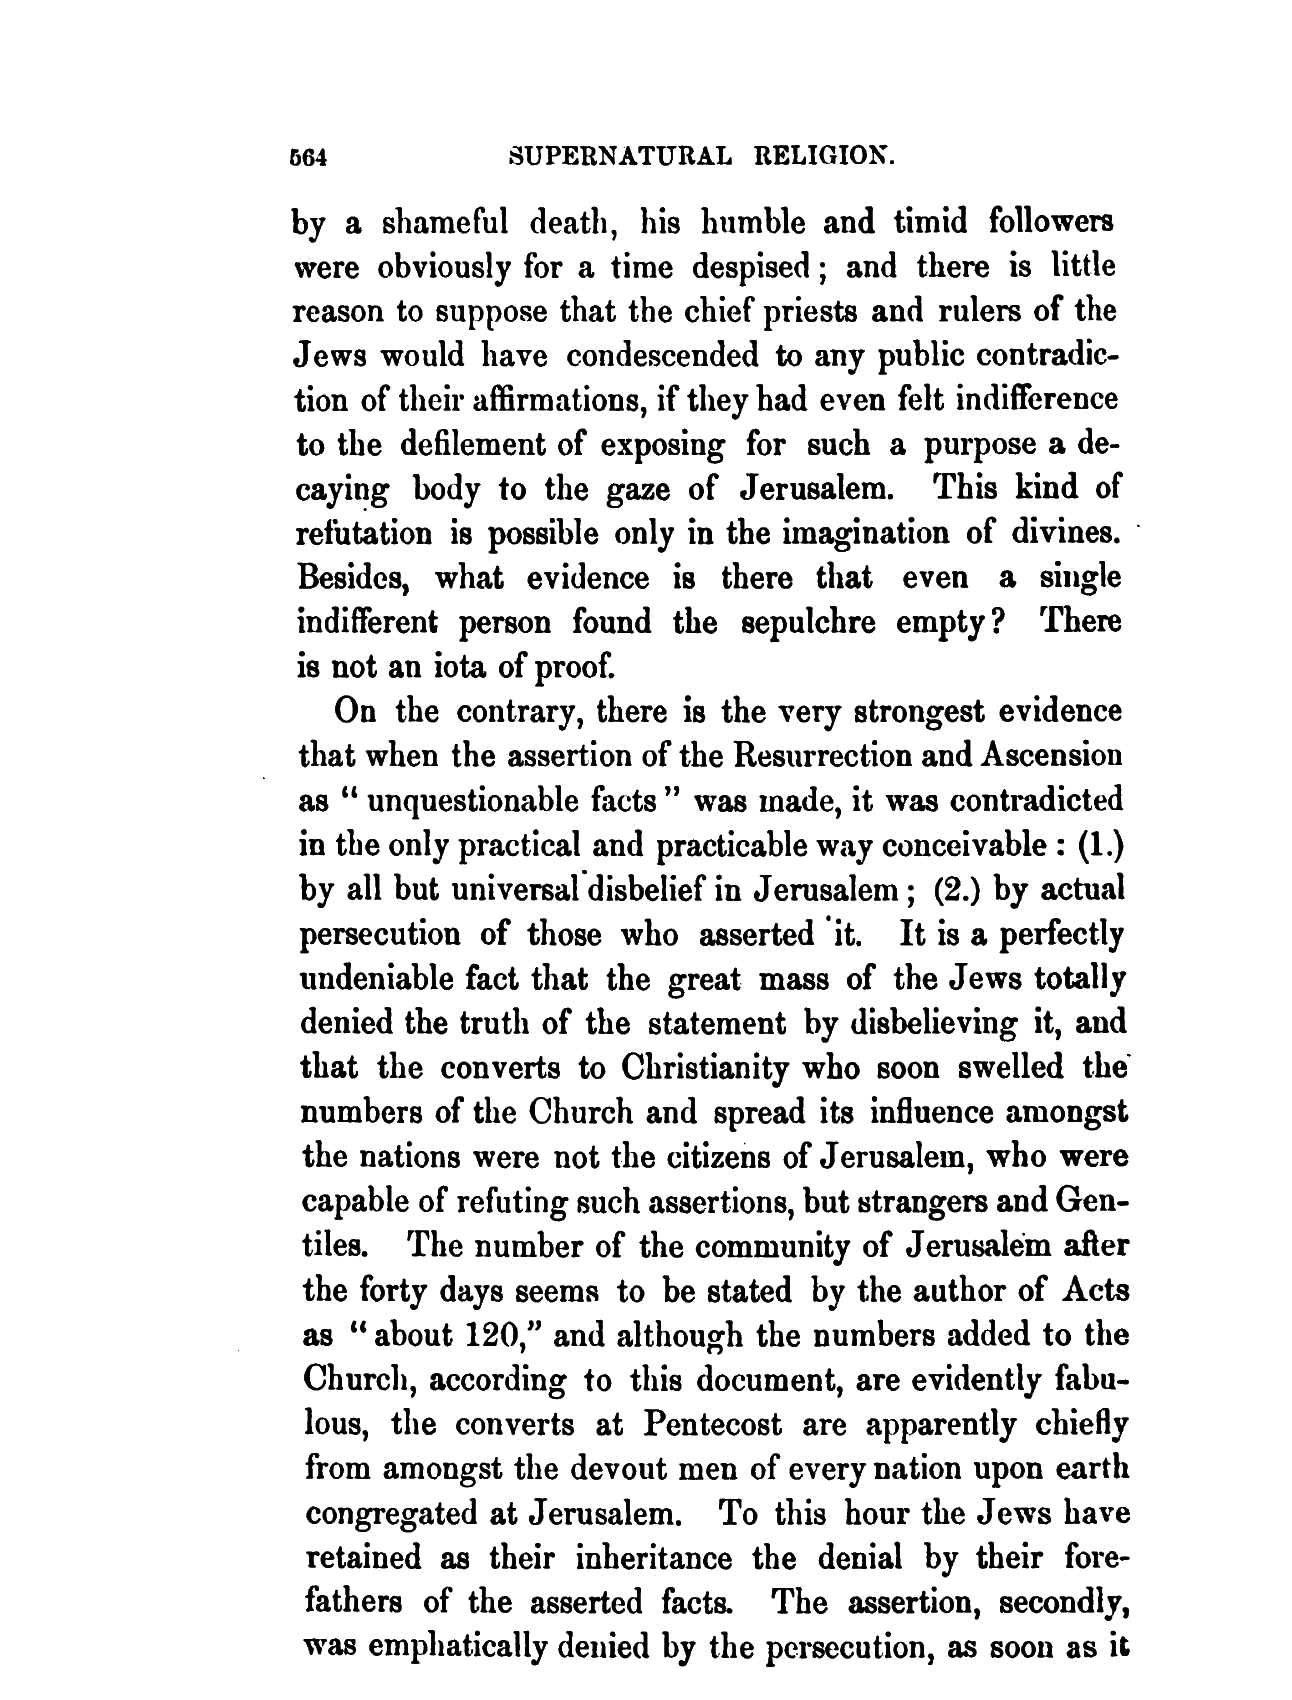 564 SUPERNATURAL RELIGION.
by a shameful death, his humble and timid followers
were obviously for a time despised; and there is little
reason to suppose that the chief priests and rulers of the
Jews would have condescended to any public contradic-
tion of their affirmations, if they had even felt indifference
to the defilement of exposing for such a purpose a de-
caying body to the gaze of Jerusalem. This kind of
refutation is possible only in the imagination of divines.
Besides, what evidence is there that even a single
indifferent person found the sepulchre empty? There
is not an iota of proof.
On the contrary, there is the very strongest evidence
that when the assertion of the Resurrection and Ascension
as “unquestionable facts” was made, it was contradicted
in the only practical and practicable way conceivable: (1.)
by all but universal disbelief in Jerusalem; (2.) by actual
persecution of those who asserted it. It is a perfectly
undeniable fact that the great mass of the Jews totally
denied the truth of the statement by disbelieving it, and
that the converts to Christianity who soon swelled the
numbers of the Church and spread its influence amongst
the nations were not the citizens of Jerusalem, who were
capable of refuting such assertions, but strangers and Gen-
tiles. The number of the community of Jerusalem after
the forty days seems to be stated by the author of Acts
as “about 120,” and although the numbers added to the
Church, according to this document, are evidently fabu-
lous, the converts at Pentecost are apparently chiefly
from amongst the devout men of every nation upon earth
congregated at Jerusalem. To this hour the Jews have
retained as their inheritance the denial by their fore-
fathers of the asserted facts. The assertion, secondly,
was emphatically denied by the persecution, as soon as it